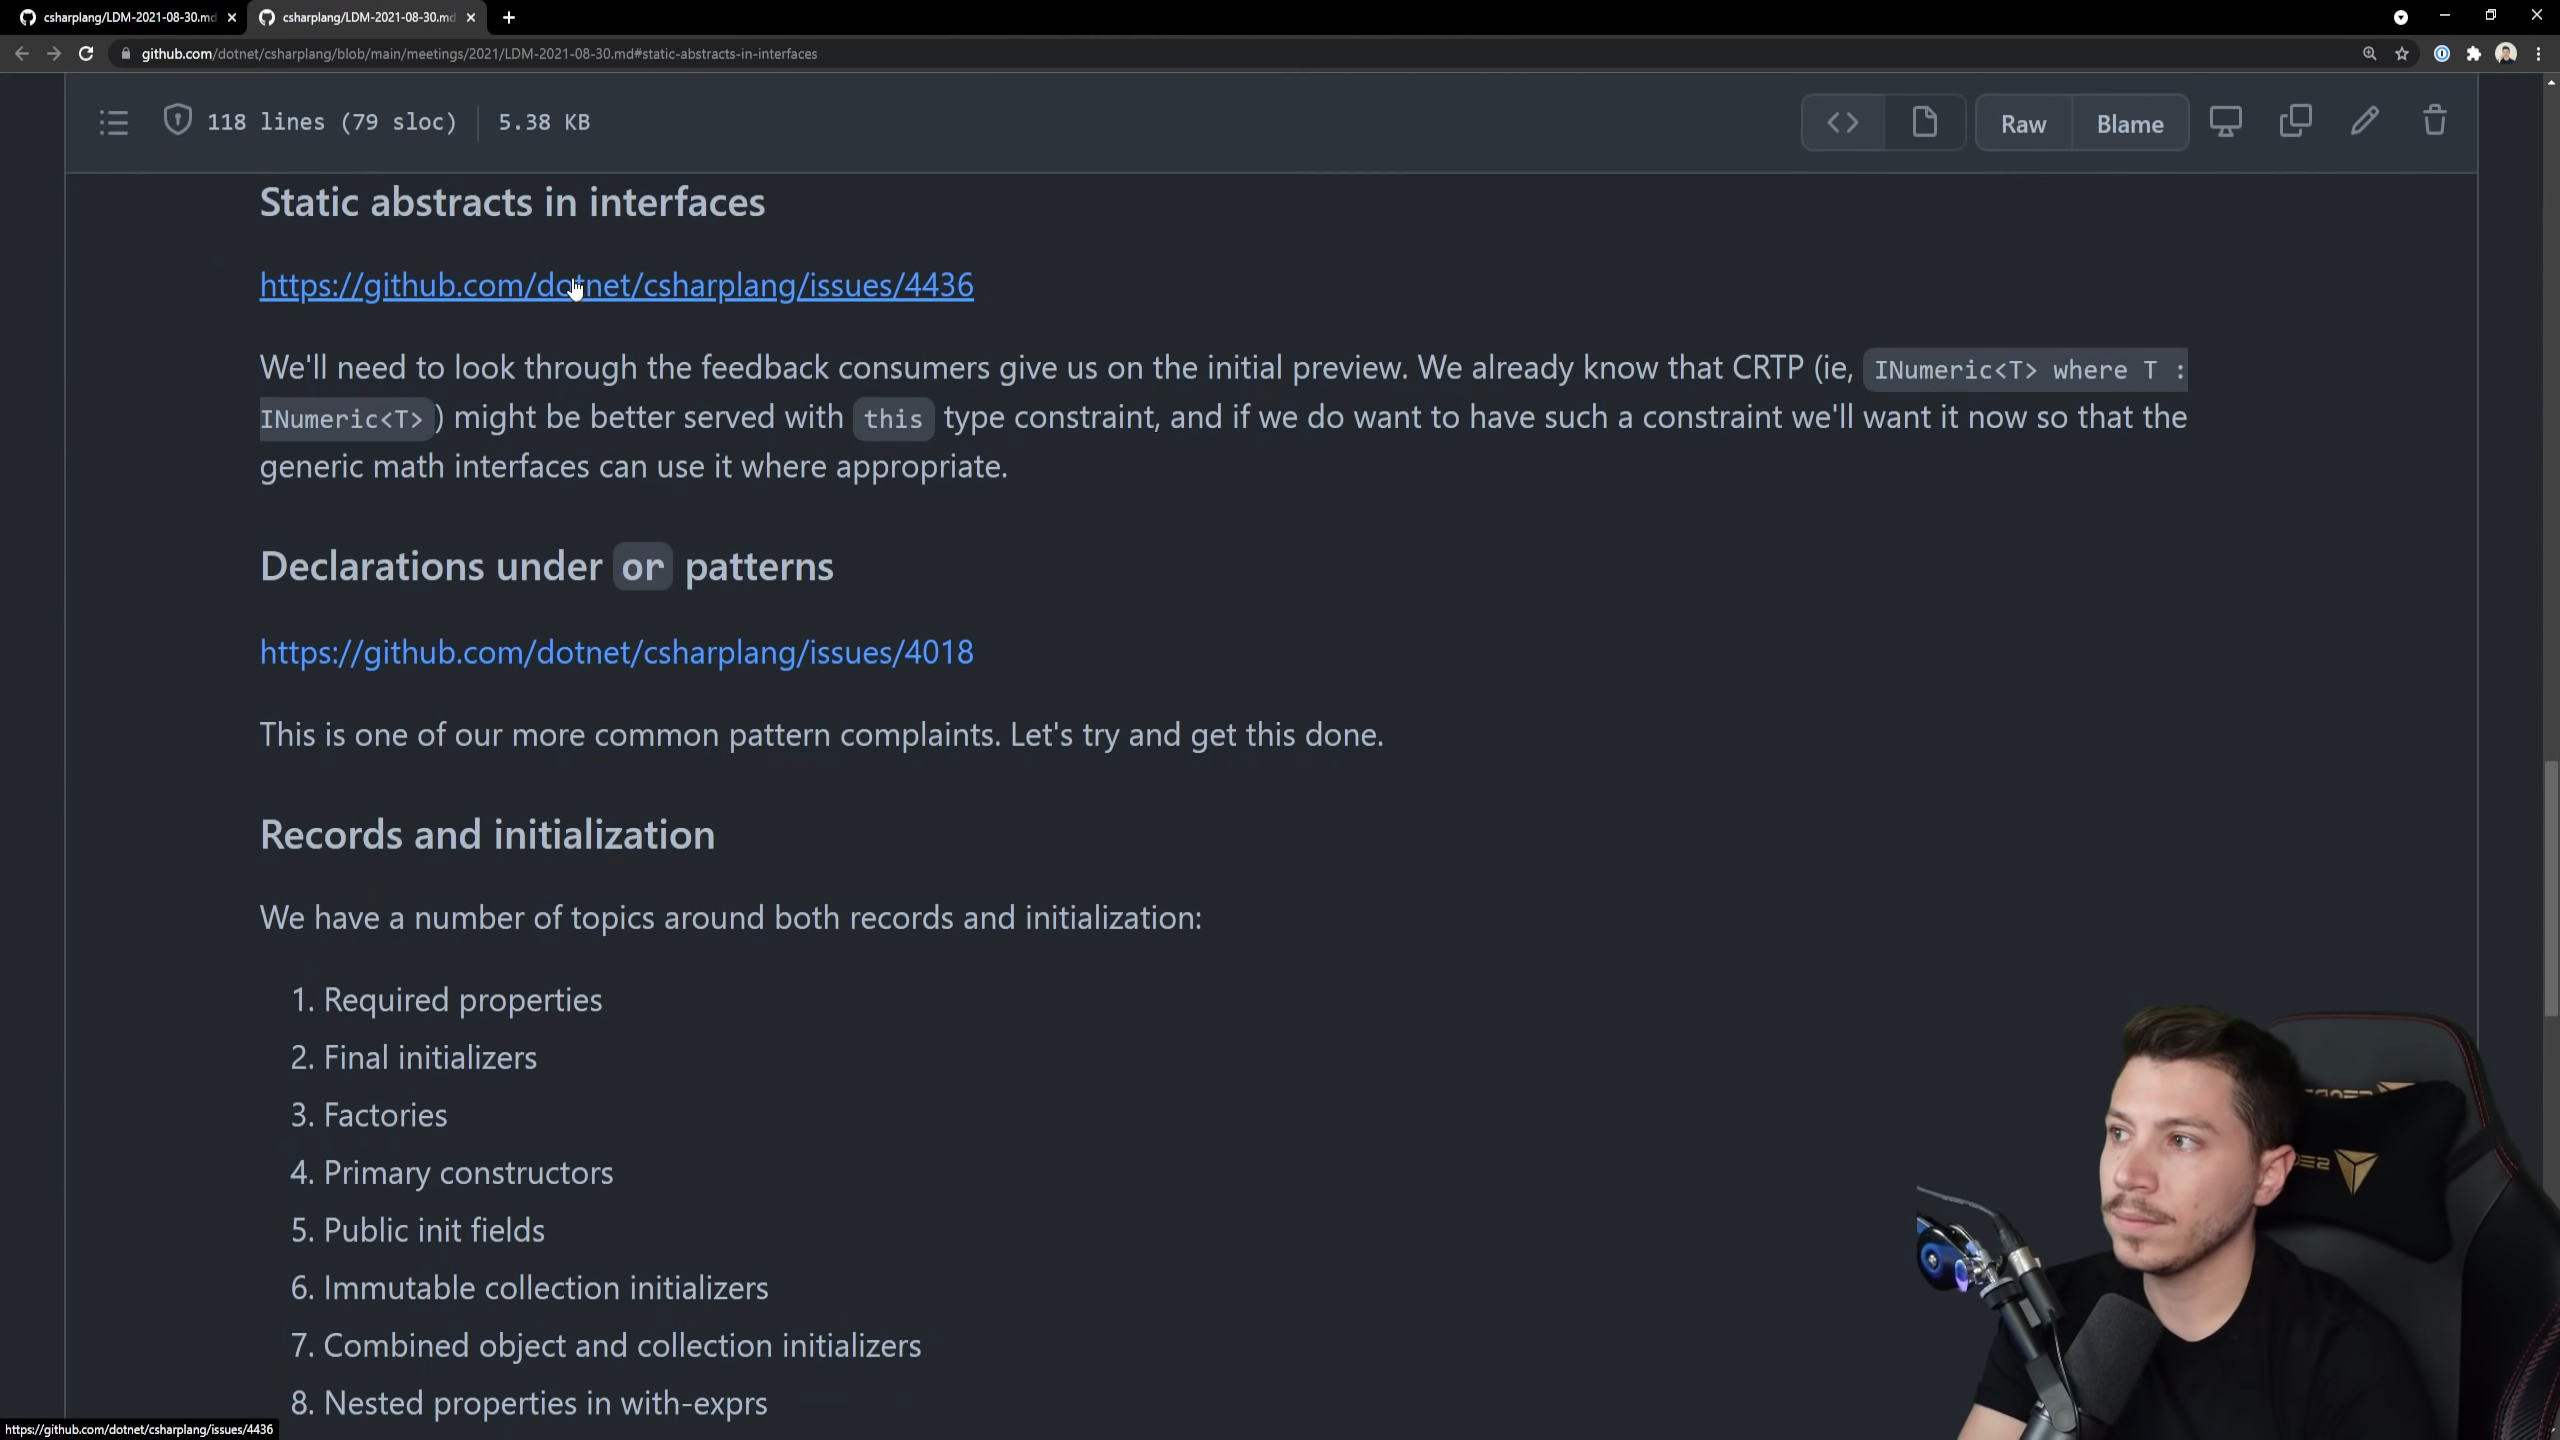 csharplang/LDM-2021-08-30.md
csharplang/LDM-2021-08-30.md
github.com/dotnet/csharplang/blob/main/meetings/2021/LDM-2021-08-30.md#static-abstracts-in-interfaces
118 lines (79 sloc) 5.38 KB
Raw Blame
Static abstracts in interfaces
https://github.com/dotnet/csharplang/issues/4436
We'll need to look through the feedback consumers give us on the initial preview. We already know that CRTP (ie, INumeric<T> where T :
INumeric<T>) might be better served with this type constraint, and if we do want to have such a constraint we'll want it now so that the
generic math interfaces can use it where appropriate.
Declarations under or patterns
https://github.com/dotnet/csharplang/issues/4018
This is one of our more common pattern complaints. Let's try and get this done.
Records and initialization
We have a number of topics around both records and initialization:
1. Required properties
2. Final initializers
3. Factories
4. Primary constructors
5. Public init fields
6. Immutable collection initializers
7. Combined object and collection initializers
8. Nested properties in with-exprs
https://github.com/dotnet/csharplang/issues/4436